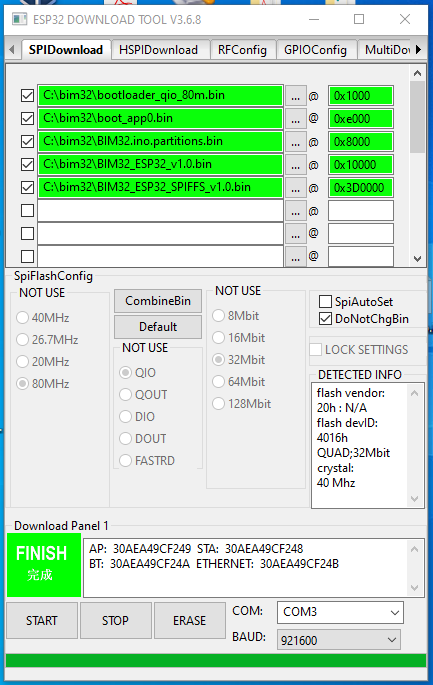 ESP32 DOWNLOAD TOOL V3.6.8
SPIDownload HSPIDownload RFConfig GPIOConfig MultiDow
C:\bim32\bootloader_qio_80m.bin ... @ 0x1000
C:\bim32\boot_app0.bin ... @ 0xe000
C:\bim32\BIM32.ino.partitions.bin ... @ 0x8000
C:\bim32\BIM32_ESP32_v1.0.bin ... @ 0x10000
C:\bim32\BIM32_ESP32_SPIFFS_v1.0.bin ... @ 0x3D0000
... @
... @
... @
SpiFlashConfig
NOT USE
40MHz
26.7MHz
20MHz
80MHz
CombineBin
Default
NOT USE
QIO
QOUT
DIO
DOUT
FASTRD
NOT USE
8Mbit
16Mbit
32Mbit
64Mbit
128Mbit
SpiAutoSet
DoNotChgBin
LOCK SETTINGS
DETECTED INFO
flash vendor:
20h : N/A
flash devID:
4016h
QUAD;32Mbit
crystal:
40 Mhz
Download Panel 1
FINISH
完成
AP: 30AEA49CF249 STA: 30AEA49CF248
BT: 30AEA49CF24A ETHERNET: 30AEA49CF24B
START STOP ERASE
COM: COM3
BAUD: 921600